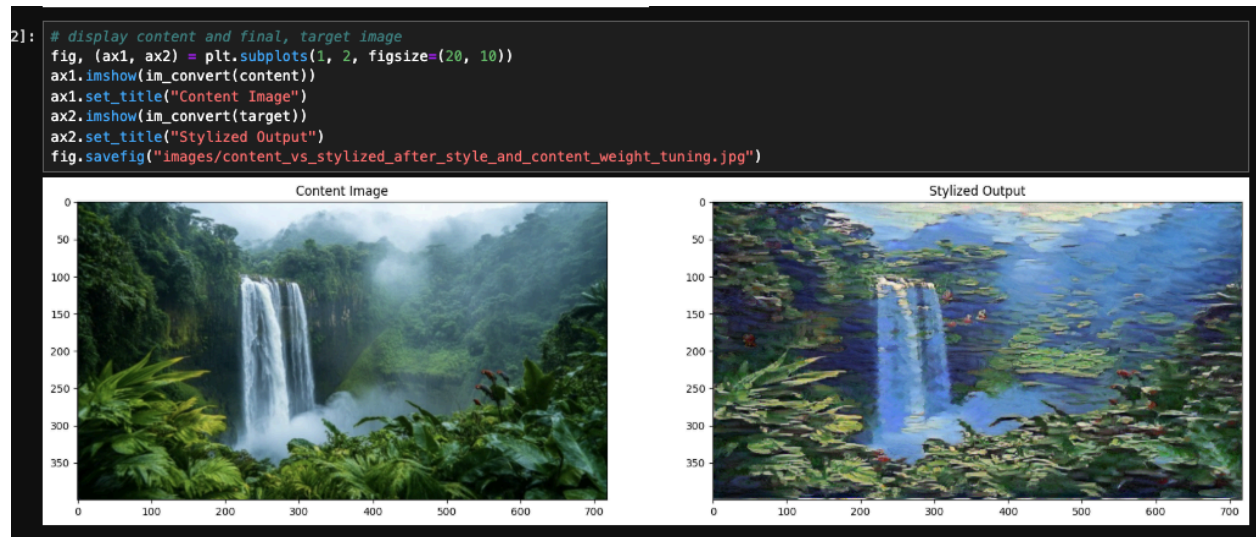 2]:
# display content and final, target image
fig, (ax1, ax2) = plt.subplots(1, 2, figsize=(20, 10))
ax1.imshow(im_convert(content))
ax1.set_title("Content Image")
ax2.imshow(im_convert(target))
ax2.set_title("Stylized Output")
fig.savefig("images/content_vs_stylized_after_style_and_content_weight_tuning.jpg")
Content Image
0
50
100
150
200
250
300
350
0 100 200 300 400 500 600 700
Stylized Output
0
50
100
150
200
250
300
350
0 100 200 300 400 500 600 700